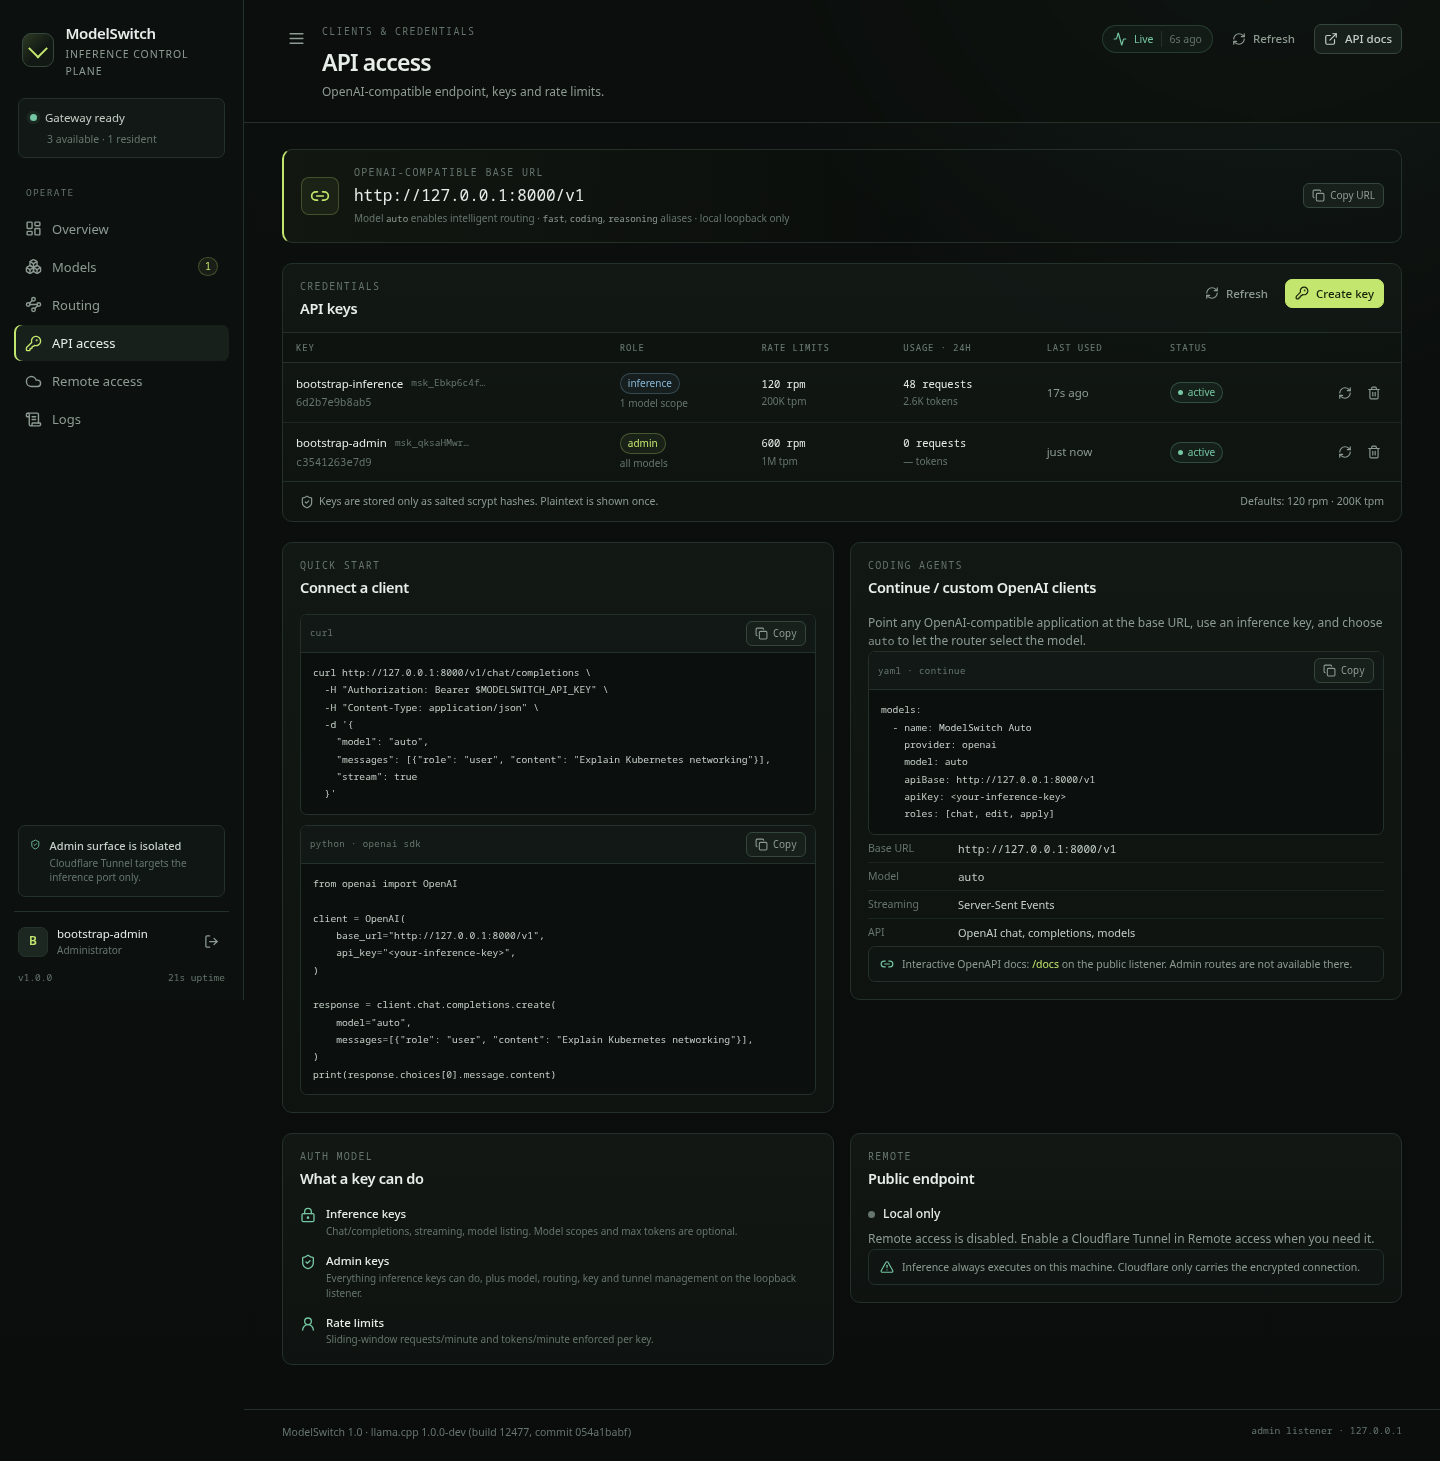 ModelSwitch
INFERENCE CONTROL
PLANE
Gateway ready
3 available · 1 resident
OPERATE
Overview
Models 1
Routing
API access
Remote access
Logs
Admin surface is isolated
Cloudflare Tunnel targets the
inference port only.
B bootstrap-admin
Administrator
v1.0.0 21s uptime
CLIENTS & CREDENTIALS
API access
OpenAI-compatible endpoint, keys and rate limits.
Live 6s ago Refresh API docs
OPENAI-COMPATIBLE BASE URL
http://127.0.0.1:8000/v1
Model auto enables intelligent routing · fast, coding, reasoning aliases · local loopback only
Copy URL
CREDENTIALS
API keys
Refresh Create key
KEY ROLE RATE LIMITS USAGE · 24H LAST USED STATUS
bootstrap-inference msk_Ebkp6c4f… inference 120 rpm 48 requests 17s ago active
6d2b7e9b8ab5 1 model scope 200K tpm 2.6K tokens
bootstrap-admin msk_qksaHMwr… admin 600 rpm 0 requests just now active
c3541263e7d9 all models 1M tpm — tokens
Keys are stored only as salted scrypt hashes. Plaintext is shown once. Defaults: 120 rpm · 200K tpm
QUICK START
Connect a client
curl Copy
curl http://127.0.0.1:8000/v1/chat/completions \
  -H "Authorization: Bearer $MODELSWITCH_API_KEY" \
  -H "Content-Type: application/json" \
  -d '{
    "model": "auto",
    "messages": [{"role": "user", "content": "Explain Kubernetes networking"}],
    "stream": true
  }'
python · openai sdk Copy
from openai import OpenAI
client = OpenAI(
    base_url="http://127.0.0.1:8000/v1",
    api_key="<your-inference-key>",
)
response = client.chat.completions.create(
    model="auto",
    messages=[{"role": "user", "content": "Explain Kubernetes networking"}],
)
print(response.choices[0].message.content)
CODING AGENTS
Continue / custom OpenAI clients
Point any OpenAI-compatible application at the base URL, use an inference key, and choose
auto to let the router select the model.
yaml · continue Copy
models:
  - name: ModelSwitch Auto
    provider: openai
    model: auto
    apiBase: http://127.0.0.1:8000/v1
    apiKey: <your-inference-key>
    roles: [chat, edit, apply]
Base URL http://127.0.0.1:8000/v1
Model auto
Streaming Server-Sent Events
API OpenAI chat, completions, models
Interactive OpenAPI docs: /docs on the public listener. Admin routes are not available there.
AUTH MODEL
What a key can do
Inference keys
Chat/completions, streaming, model listing. Model scopes and max tokens are optional.
Admin keys
Everything inference keys can do, plus model, routing, key and tunnel management on the loopback
listener.
Rate limits
Sliding-window requests/minute and tokens/minute enforced per key.
REMOTE
Public endpoint
Local only
Remote access is disabled. Enable a Cloudflare Tunnel in Remote access when you need it.
Inference always executes on this machine. Cloudflare only carries the encrypted connection.
ModelSwitch 1.0 · llama.cpp 1.0.0-dev (build 12477, commit 054a1babf) admin listener · 127.0.0.1